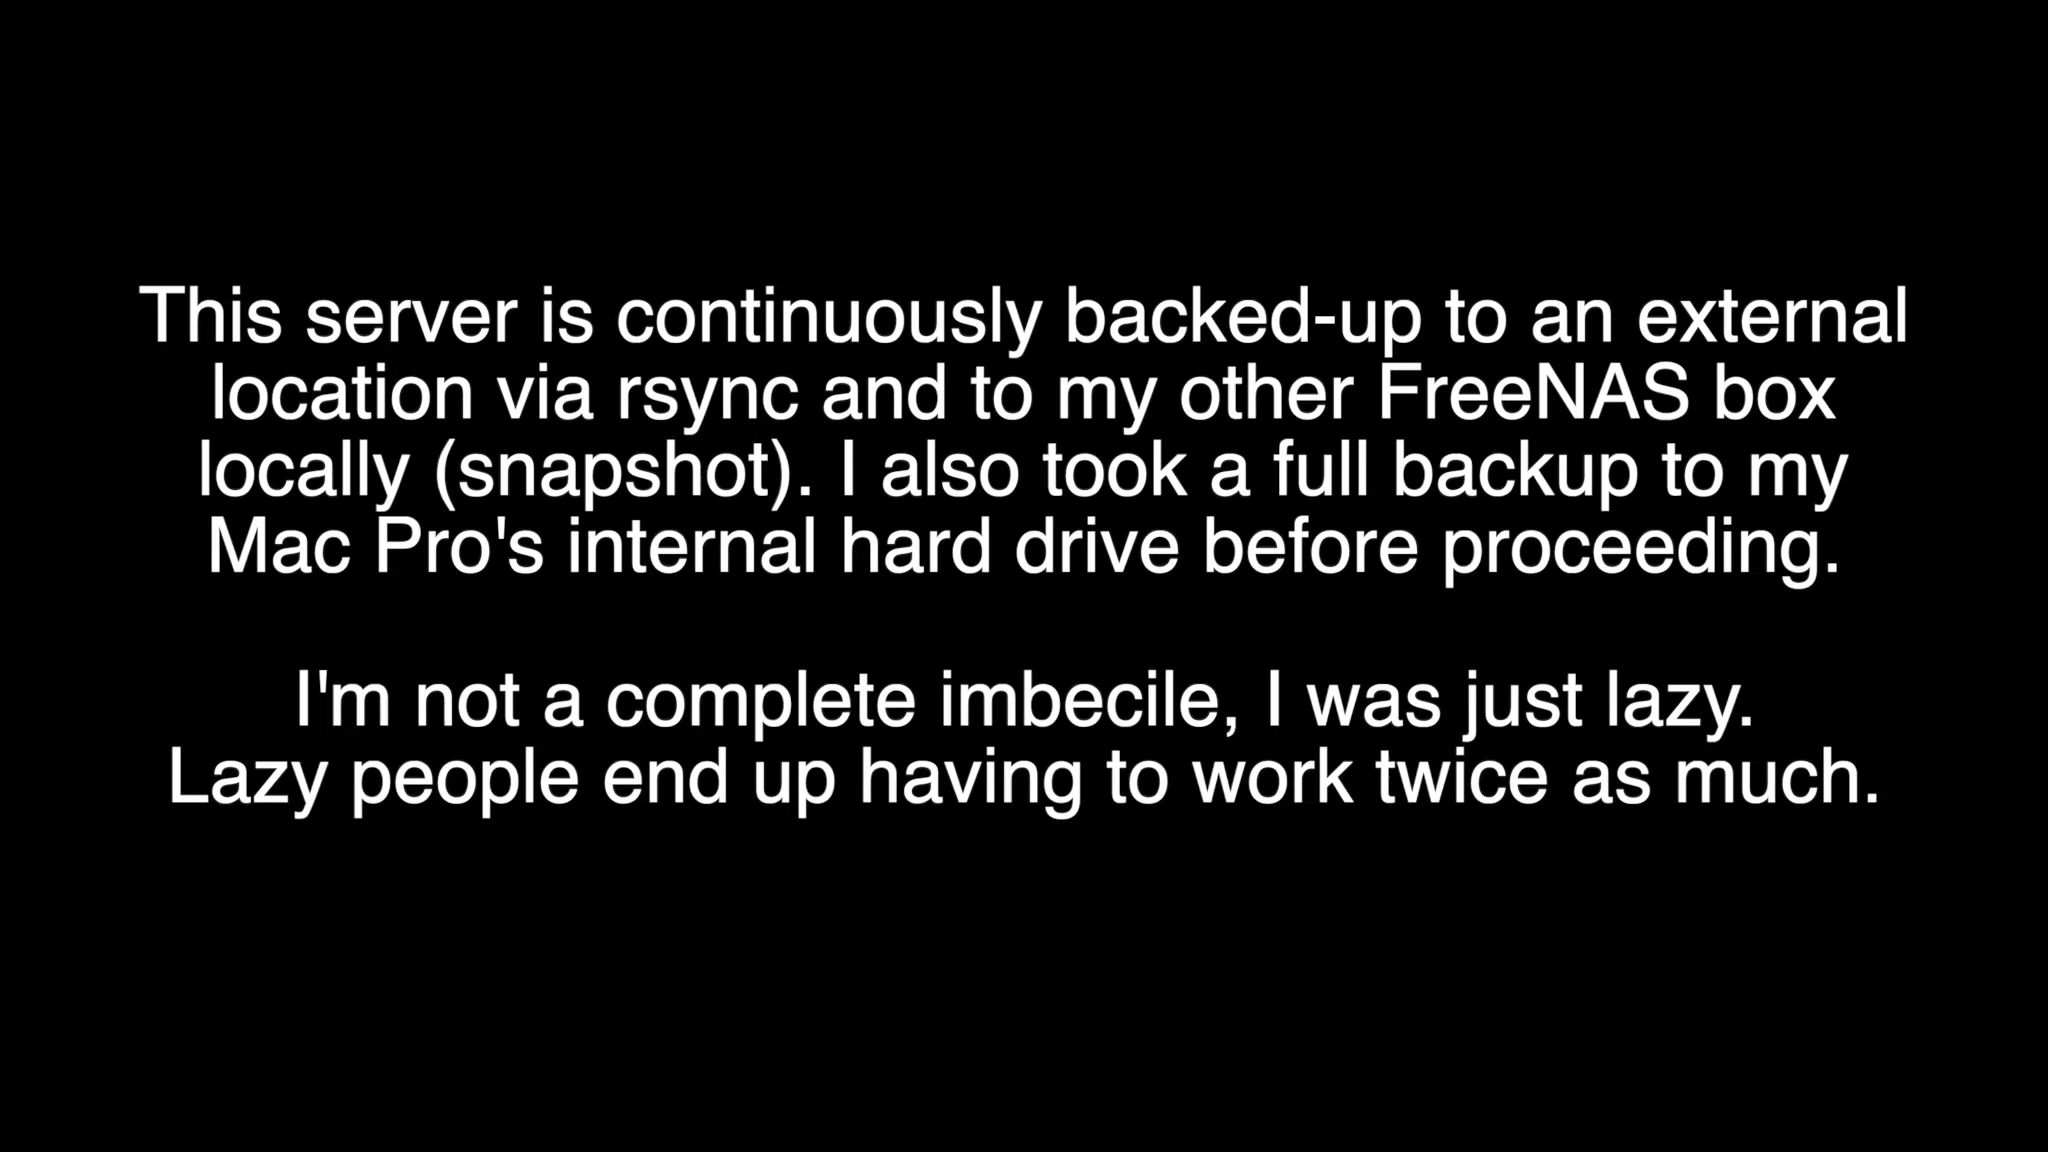 This server is continuously backed-up to an external
location via rsync and to my other FreeNAS box
locally (snapshot). I also took a full backup to my
Mac Pro's internal hard drive before proceeding.
I'm not a complete imbecile, I was just lazy.
Lazy people end up having to work twice as much.